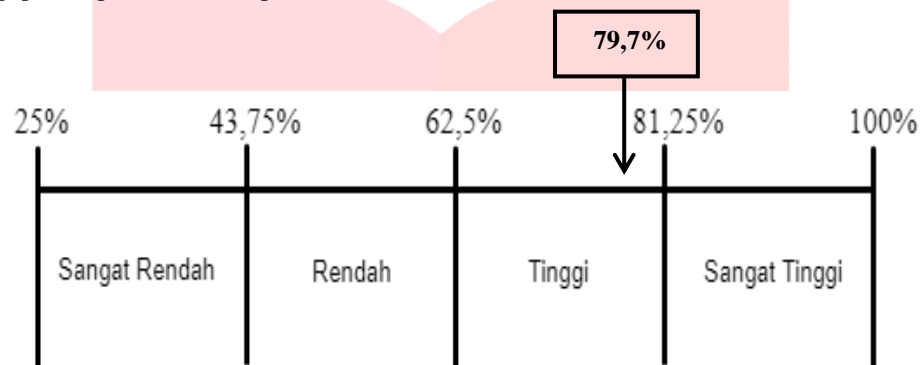 79,7%
25% 43,75% 62,5% 81,25% 100%
Sangat Rendah Rendah Tinggi Sangat Tinggi